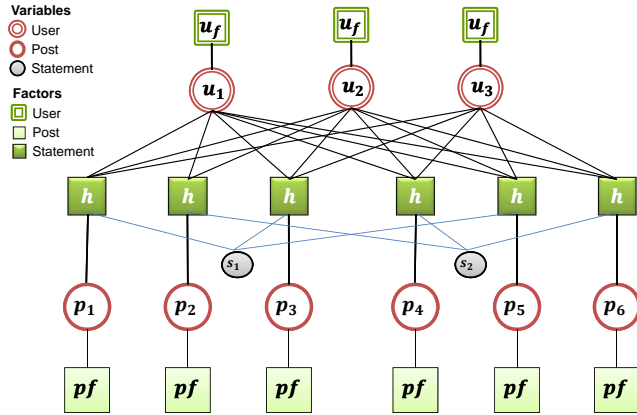 Variables
User
Post
Statement
Factors
User
Post
Statement
u_f u_f u_f
u_1 u_2 u_3
h h h h h h
s_1 s_2
p_1 p_2 p_3 p_4 p_5 p_6
pf pf pf pf pf pf